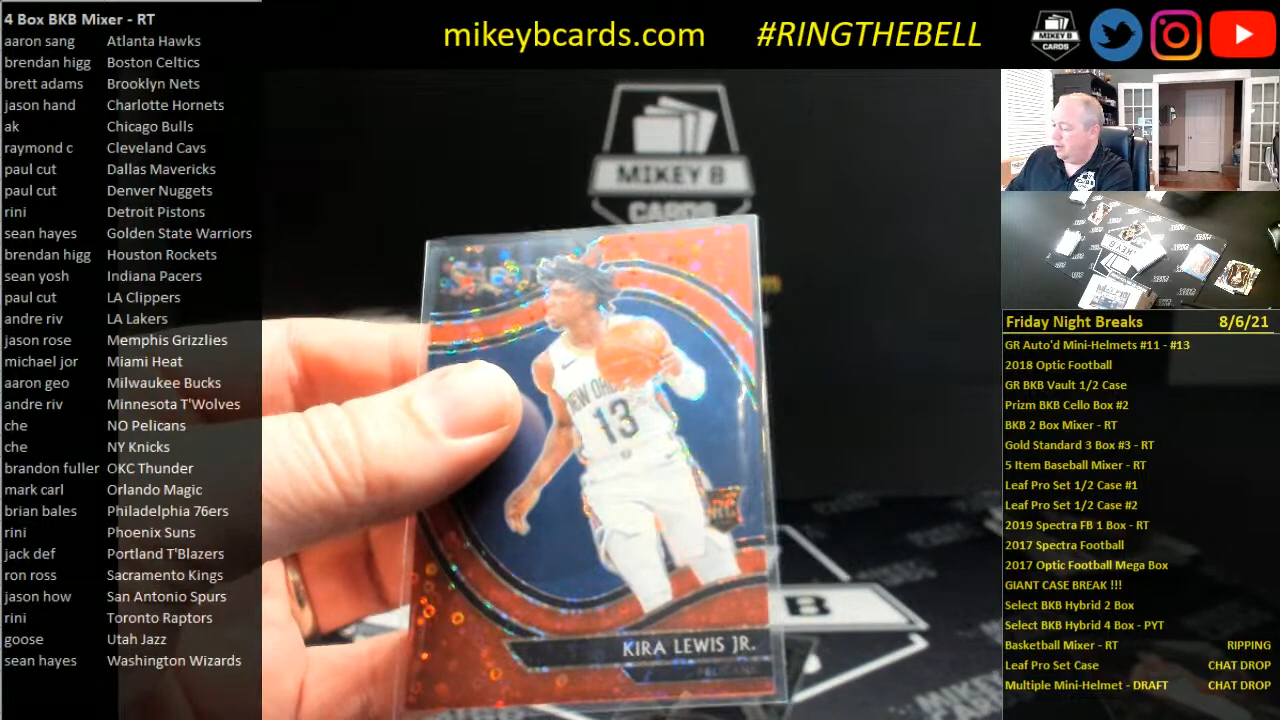 4 Box BKB Mixer - RT
aaron sang Atlanta Hawks
brendan higg Boston Celtics
brett adams Brooklyn Nets
jason hand Charlotte Hornets
ak Chicago Bulls
raymond c Cleveland Cavs
paul cut Dallas Mavericks
paul cut Denver Nuggets
rini Detroit Pistons
sean hayes Golden State Warriors
brendan higg Houston Rockets
sean yosh Indiana Pacers
paul cut LA Clippers
andre riv LA Lakers
jason rose Memphis Grizzlies
michael jor Miami Heat
aaron geo Milwaukee Bucks
andre riv Minnesota T'Wolves
che NO Pelicans
che NY Knicks
brandon fuller OKC Thunder
mark carl Orlando Magic
brian bales Philadelphia 76ers
rini Phoenix Suns
jack def Portland T'Blazers
ron ross Sacramento Kings
jason how San Antonio Spurs
rini Toronto Raptors
goose Utah Jazz
sean hayes Washington Wizards
mikeybcards.com #RINGTHEBELL
MIKEY B
CARDS
MIKEY B
CARDS
NEW OR
13
KIRA LEWIS JR.
PELICANS
B
Friday Night Breaks 8/6/21
GR Auto'd Mini-Helmets #11 - #13
2018 Optic Football
GR BKB Vault 1/2 Case
Prizm BKB Cello Box #2
BKB 2 Box Mixer - RT
Gold Standard 3 Box #3 - RT
5 Item Baseball Mixer - RT
Leaf Pro Set 1/2 Case #1
Leaf Pro Set 1/2 Case #2
2019 Spectra FB 1 Box - RT
2017 Spectra Football
2017 Optic Football Mega Box
GIANT CASE BREAK !!!
Select BKB Hybrid 2 Box
Select BKB Hybrid 4 Box - PYT
Basketball Mixer - RT RIPPING
Leaf Pro Set Case CHAT DROP
Multiple Mini-Helmet - DRAFT CHAT DROP